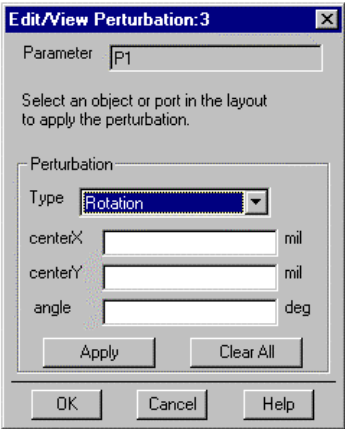 Edit/View Perturbation:3
Parameter P1
Select an object or port in the layout
to apply the perturbation.
Perturbation
Type Rotation
centerX mil
centerY mil
angle deg
Apply Clear All
OK Cancel Help